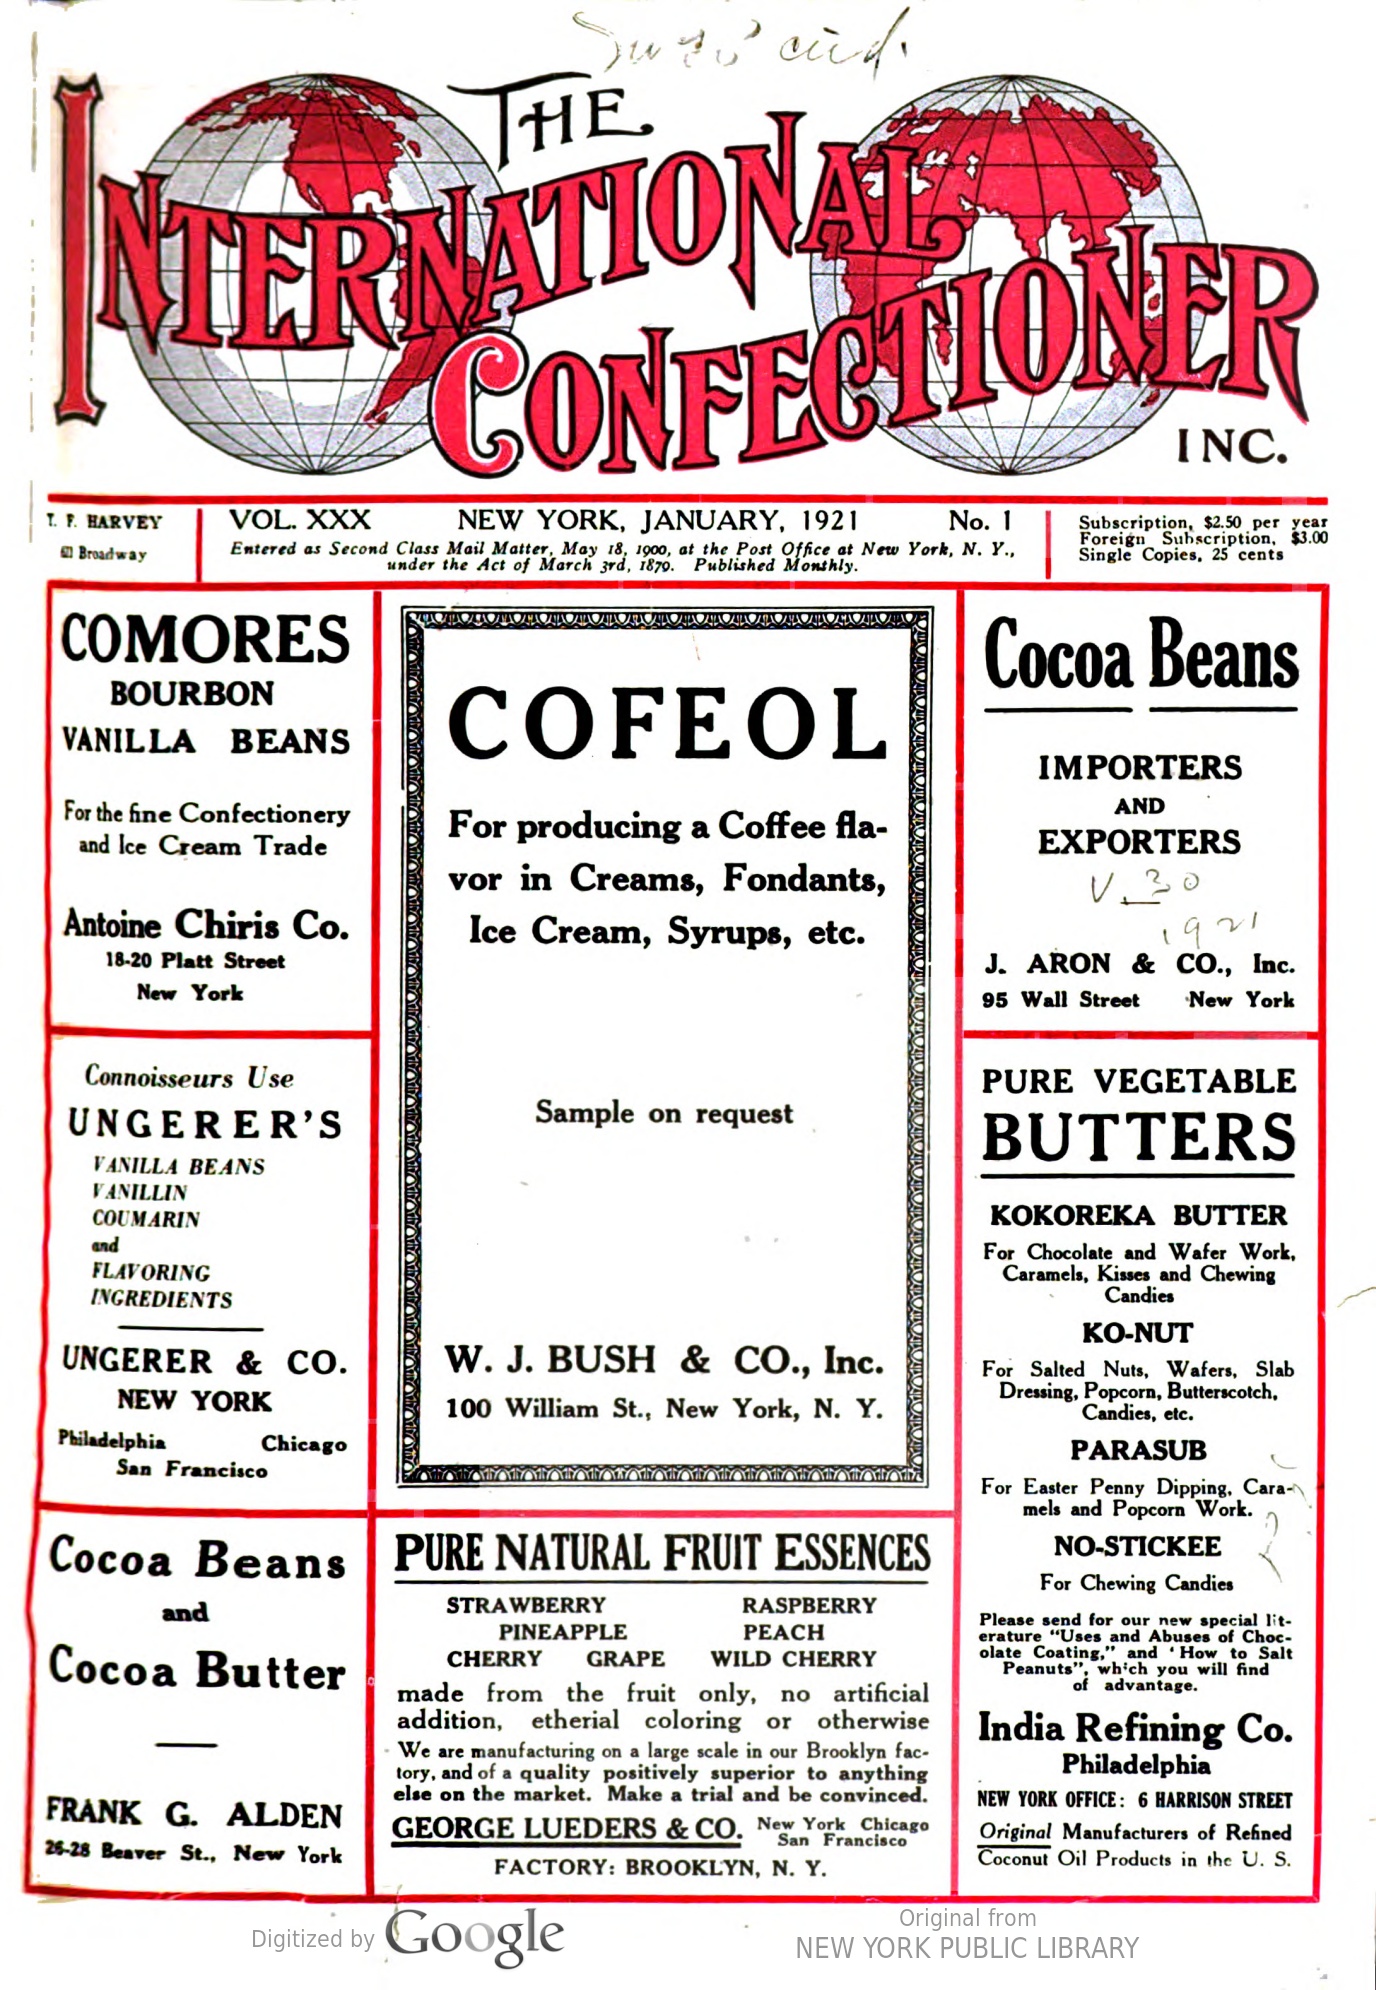 THE
INTERNATIONAL
CONFECTIONER
INC.
T. F. HARVEY
Broadway
VOL. XXX NEW YORK, JANUARY, 1921 No. 1
Entered as Second Class Mail Matter, May 18, 1900, at the Post Office at New York, N. Y.,
under the Act of March 3rd, 1879. Published Monthly.
Subscription, $2.50 per year
Foreign Subscription, $3.00
Single Copies, 25 cents
COMORES
BOURBON
VANILLA BEANS
For the fine Confectionery
and Ice Cream Trade
Antoine Chiris Co.
18-20 Platt Street
New York
Connoisseurs Use
UNGERER'S
VANILLA BEANS
VANILLIN
COUMARIN
and
FLAVORING
INGREDIENTS
UNGERER & CO.
NEW YORK
Philadelphia Chicago
San Francisco
Cocoa Beans
and
Cocoa Butter
FRANK G. ALDEN
26-28 Beaver St., New York
COFEOL
For producing a Coffee fla-
vor in Creams, Fondants,
Ice Cream, Syrups, etc.
Sample on request
W. J. BUSH & CO., Inc.
100 William St., New York, N. Y.
PURE NATURAL FRUIT ESSENCES
STRAWBERRY RASPBERRY
PINEAPPLE PEACH
CHERRY GRAPE WILD CHERRY
made from the fruit only, no artificial
addition, etherial coloring or otherwise
We are manufacturing on a large scale in our Brooklyn fac-
tory, and of a quality positively superior to anything
else on the market. Make a trial and be convinced.
GEORGE LUEDERS & CO. New York Chicago
San Francisco
FACTORY: BROOKLYN, N. Y.
Cocoa Beans
IMPORTERS
AND
EXPORTERS
V. 30
1921
J. ARON & CO., Inc.
95 Wall Street New York
PURE VEGETABLE
BUTTERS
KOKOREKA BUTTER
For Chocolate and Wafer Work,
Caramels, Kisses and Chewing
Candies
KO-NUT
For Salted Nuts, Wafers, Slab
Dressing, Popcorn, Butterscotch,
Candies, etc.
PARASUB
For Easter Penny Dipping, Cara-
mels and Popcorn Work.
NO-STICKEE
For Chewing Candies
Please send for our new special lit-
erature "Uses and Abuses of Choc-
olate Coating," and 'How to Salt
Peanuts", which you will find
of advantage.
India Refining Co.
Philadelphia
NEW YORK OFFICE: 6 HARRISON STREET
Original Manufacturers of Refined
Coconut Oil Products in the U. S.
Digitized by Google
Original from
NEW YORK PUBLIC LIBRARY